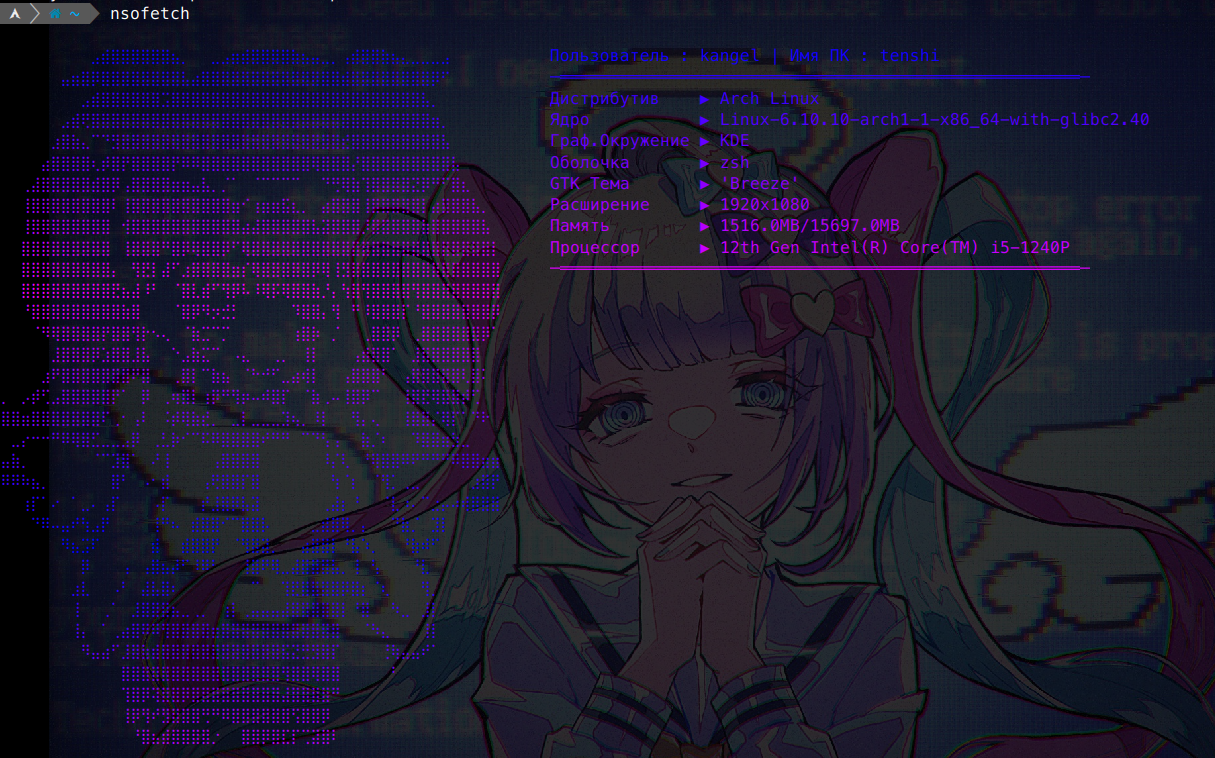 ~ nsofetch
Пользователь : kangel | Имя ПК : tenshi
Дистрибутив ▶ Arch Linux
Ядро ▶ Linux-6.10.10-arch1-1-x86_64-with-glibc2.40
Граф.Окружение ▶ KDE
Оболочка ▶ zsh
GTK Тема ▶ 'Breeze'
Расширение ▶ 1920x1080
Память ▶ 1516.0MB/15697.0MB
Процессор ▶ 12th Gen Intel(R) Core(TM) i5-1240P